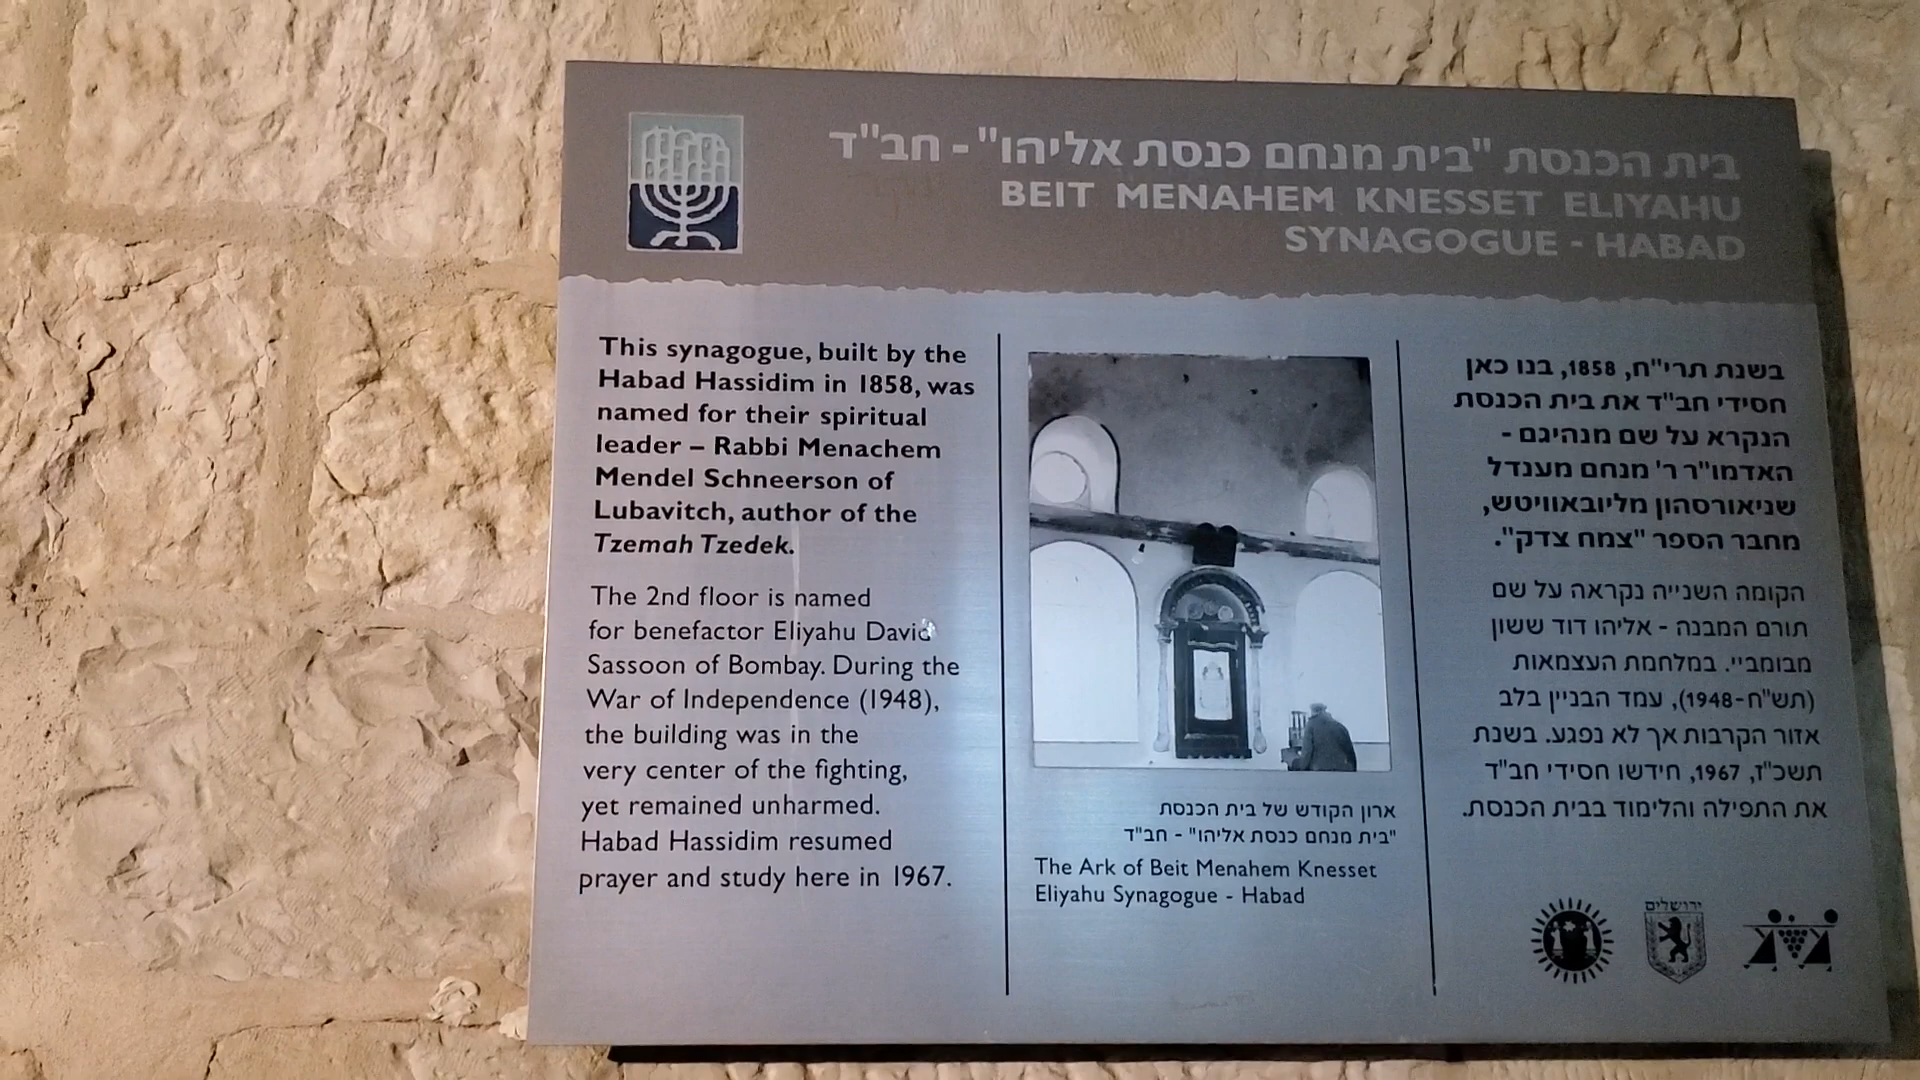 בית הכנסת "בית מנחם כנסת אליהו" - חב"ד
BEIT MENAHEM KNESSET ELIYAHU
SYNAGOGUE - HABAD
This synagogue, built by the
Habad Hassidim in 1858, was
named for their spiritual
leader – Rabbi Menachem
Mendel Schneerson of
Lubavitch, author of the
Tzemah Tzedek.
The 2nd floor is named
for benefactor Eliyahu David
Sassoon of Bombay. During the
War of Independence (1948),
the building was in the
very center of the fighting,
yet remained unharmed.
Habad Hassidim resumed
prayer and study here in 1967.
ארון הקודש של בית הכנסת
"בית מנחם כנסת אליהו" - חב"ד
The Ark of Beit Menahem Knesset
Eliyahu Synagogue - Habad
בשנת תרי"ח, 1858, בנו כאן
חסידי חב"ד את בית הכנסת
הנקרא על שם מנהיגם -
האדמו"ר ר' מנחם מענדל
שניאורסהון מליובאוויטש,
מחבר הספר "צמח צדק".
הקומה השנייה נקראה על שם
תורם המבנה - אליהו דוד ששון
מבומביי. במלחמת העצמאות
(תש"ח-1948), עמד הבניין בלב
אזור הקרבות אך לא נפגע. בשנת
תשכ"ז, 1967, חידשו חסידי חב"ד
את התפילה והלימוד בבית הכנסת.
ירושלים